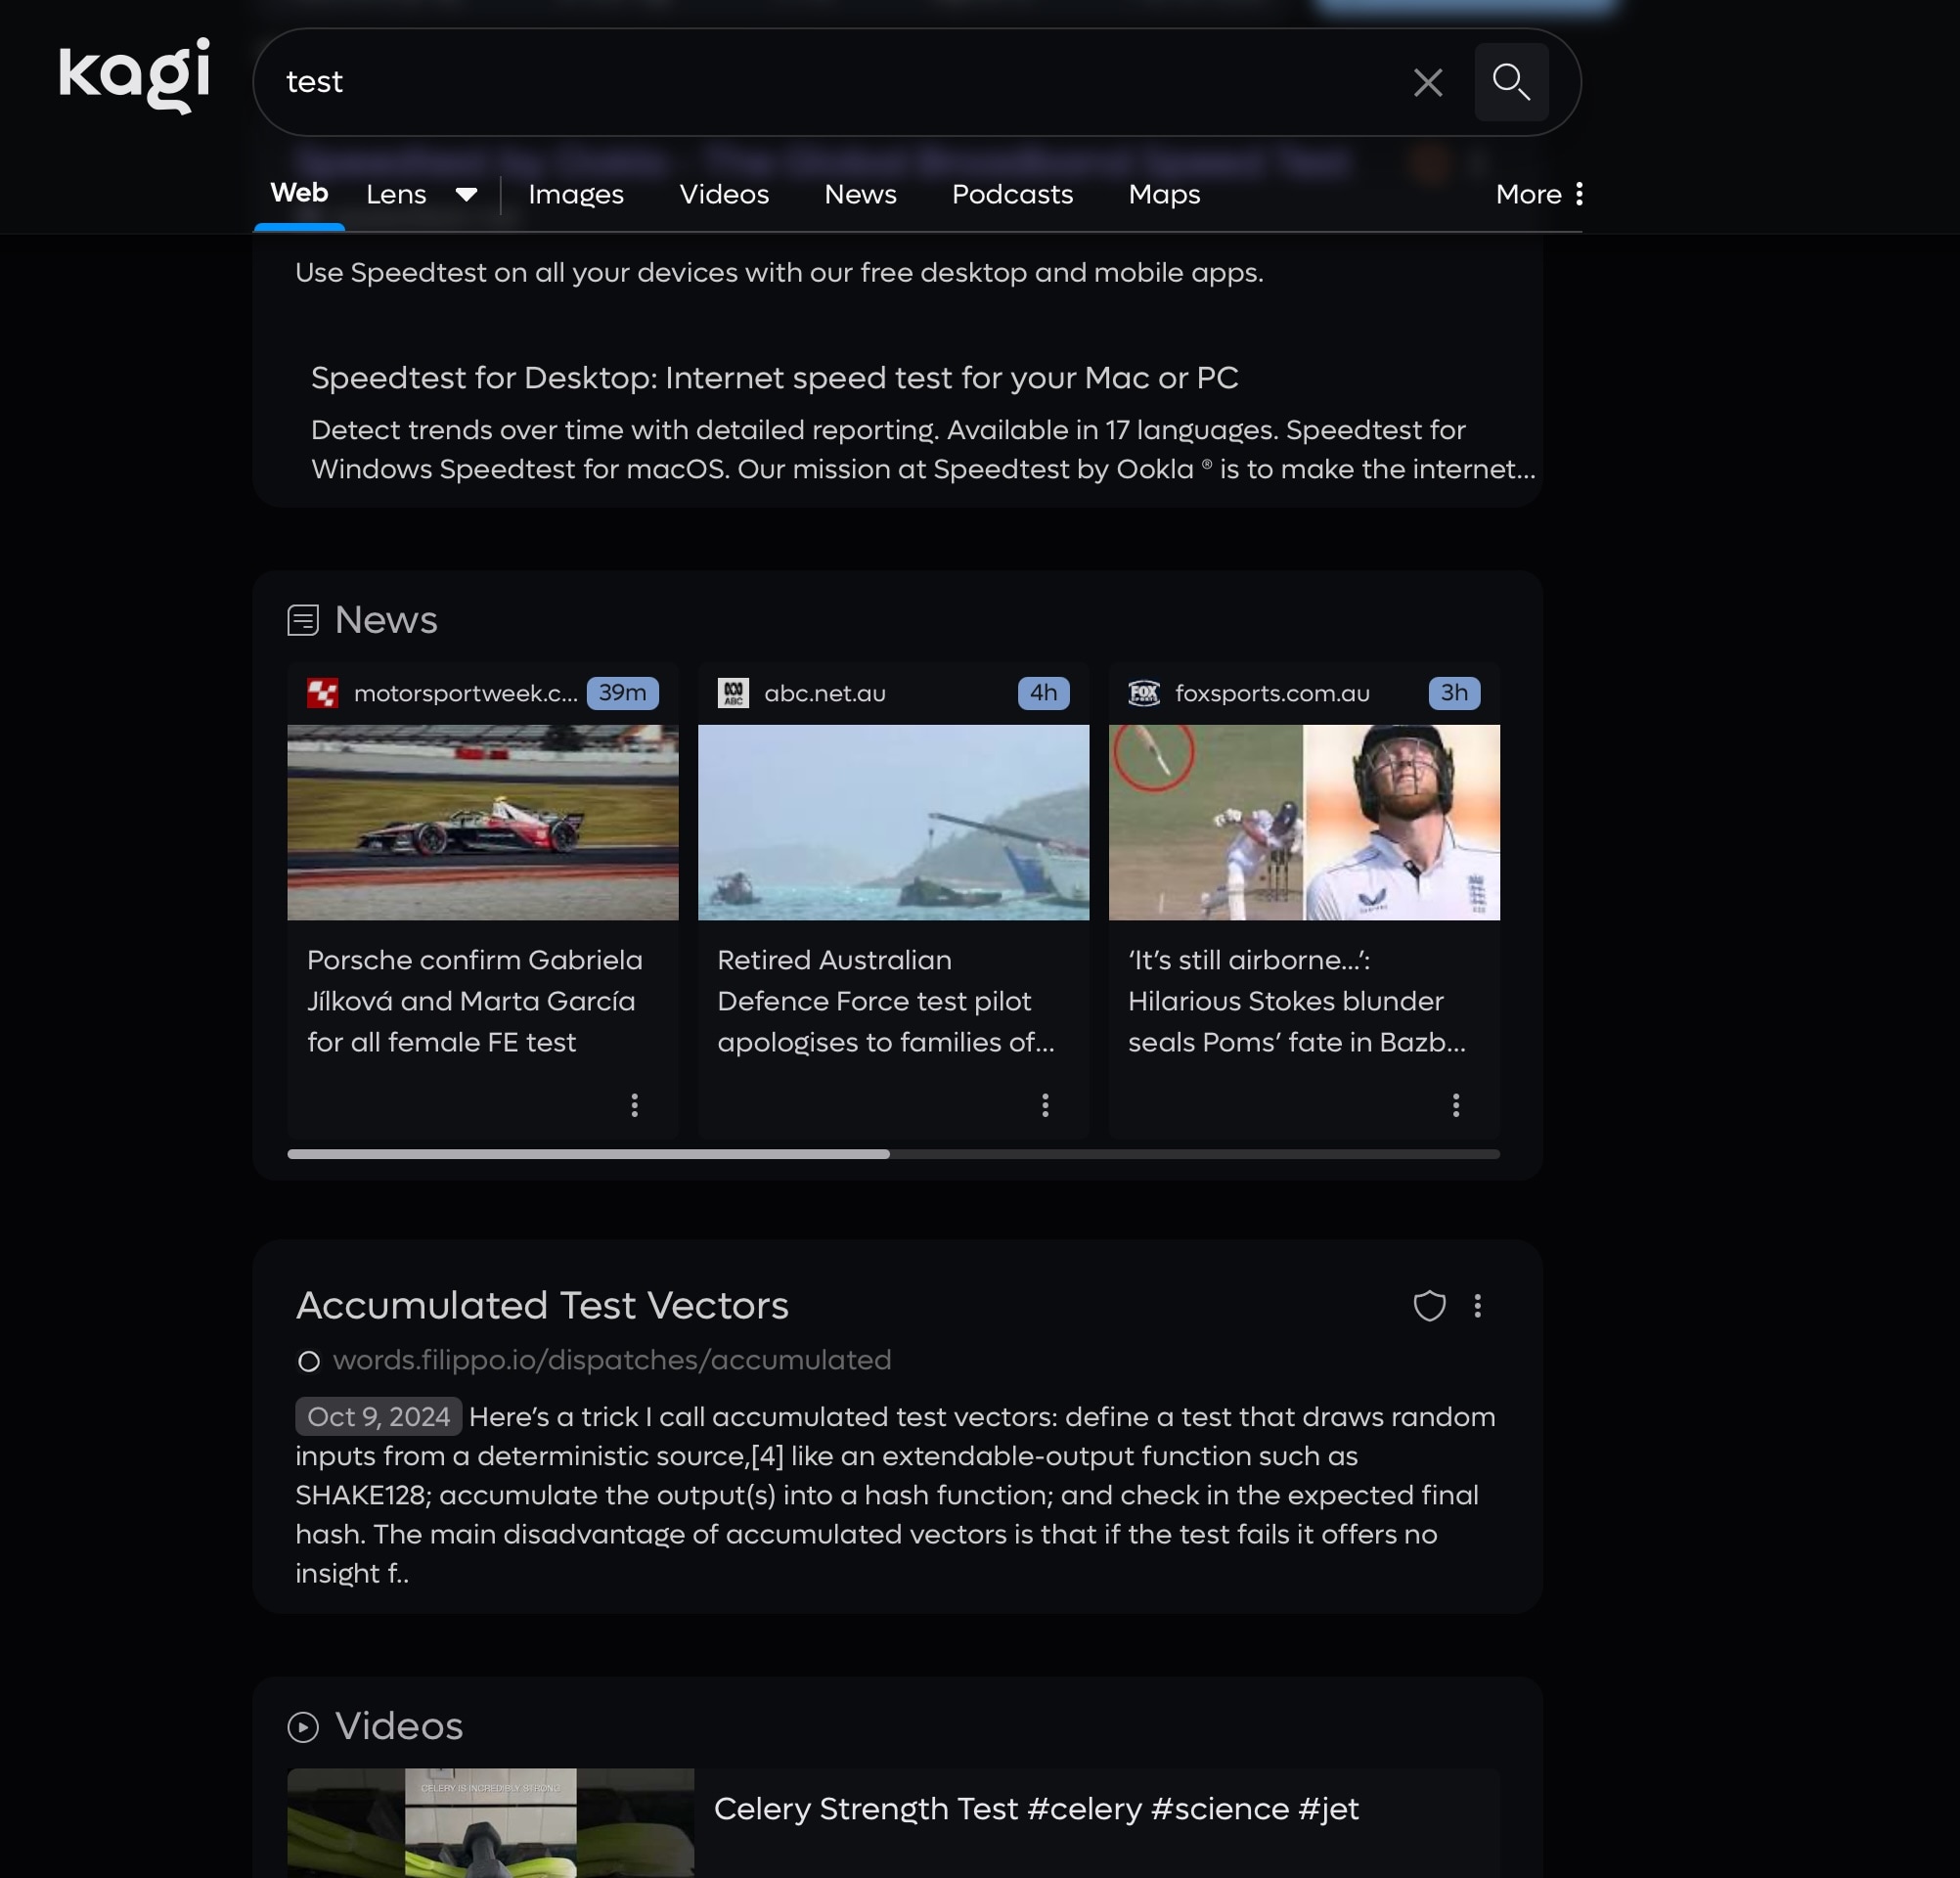 kagi
test
Speedtest by Ookla - The Global Broadband Speed Test
Web
Lens
Images
Videos
News
Podcasts
Maps
More
Use Speedtest on all your devices with our free desktop and mobile apps.
Speedtest for Desktop: Internet speed test for your Mac or PC
Detect trends over time with detailed reporting. Available in 17 languages. Speedtest for
Windows Speedtest for macOS. Our mission at Speedtest by Ookla ® is to make the internet...
News
motorsportweek.c... 39m
abc.net.au 4h
foxsports.com.au 3h
Porsche confirm Gabriela
Jílková and Marta García
for all female FE test
Retired Australian
Defence Force test pilot
apologises to families of...
‘It’s still airborne...’:
Hilarious Stokes blunder
seals Poms’ fate in Bazb...
Accumulated Test Vectors
words.filippo.io/dispatches/accumulated
Oct 9, 2024 Here’s a trick I call accumulated test vectors: define a test that draws random
inputs from a deterministic source,[4] like an extendable-output function such as
SHAKE128; accumulate the output(s) into a hash function; and check in the expected final
hash. The main disadvantage of accumulated vectors is that if the test fails it offers no
insight f..
Videos
CELERY IS INCREDIBLY STRONG
Celery Strength Test #celery #science #jet